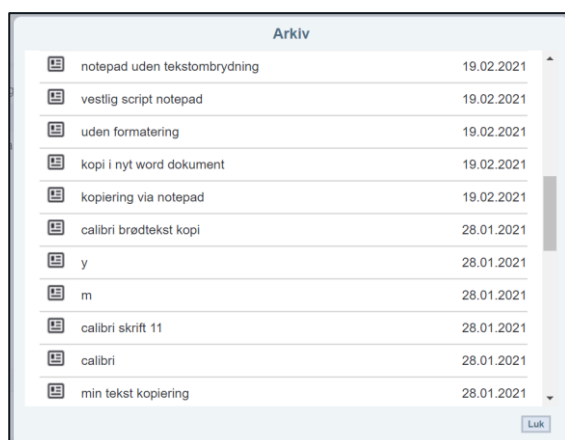 Arkiv
notepad uden tekstombrydning 19.02.2021
vestlig script notepad 19.02.2021
uden formatering 19.02.2021
kopi i nyt word dokument 19.02.2021
kopiering via notepad 19.02.2021
calibri brødtekst kopi 28.01.2021
y 28.01.2021
m 28.01.2021
calibri skrift 11 28.01.2021
calibri 28.01.2021
min tekst kopiering 28.01.2021
Luk